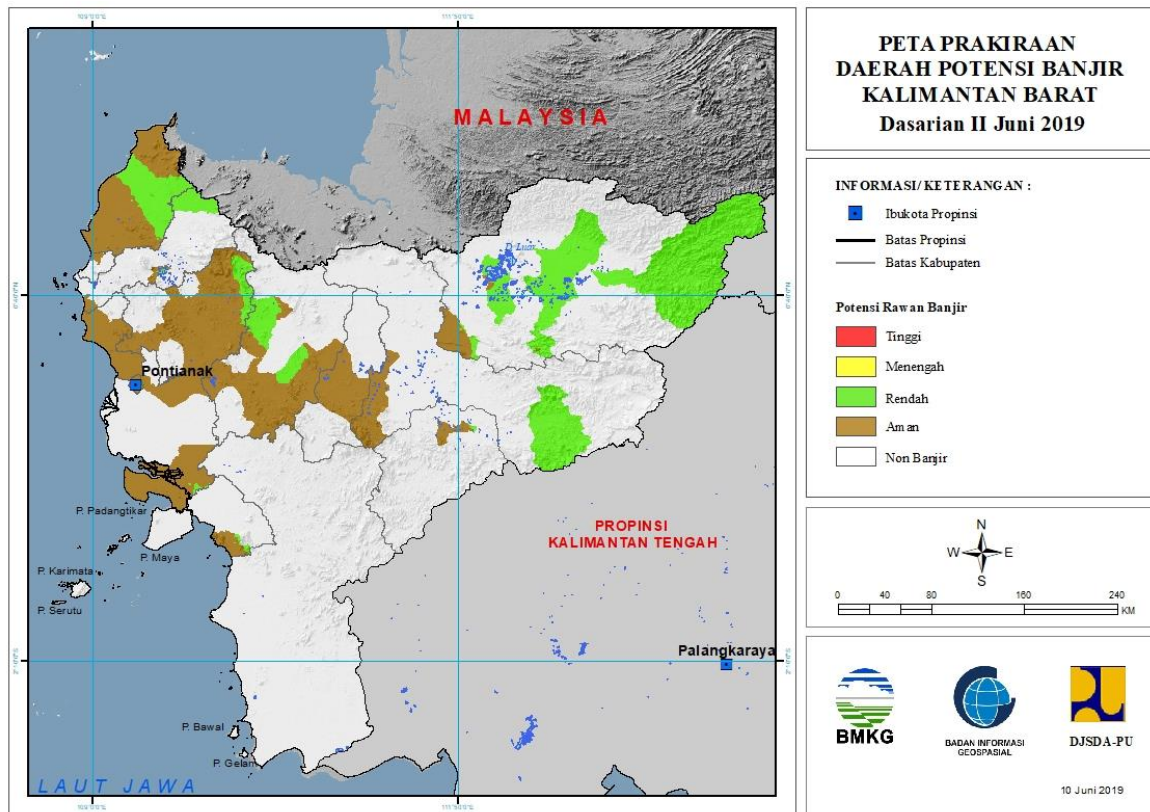 PETA PRAKIRAAN
DAERAH POTENSI BANJIR
KALIMANTAN BARAT
Dasarian II Juni 2019
INFORMASI/ KETERANGAN :
Ibukota Propinsi
Batas Propinsi
Batas Kabupaten
Potensi Rawan Banjir
Tinggi
Menengah
Rendah
Aman
Non Banjir
N
W E
S
0 40 80 160 240
KM
BMKG
BADAN INFORMASI
GEOSPASIAL
DJSDA-PU
10 Juni 2019
MALAYSIA
D. Luar
Pontianak
P. Padangtikar
P. Maya
P. Karimata
P. Serutu
PROPINSI
KALIMANTAN TENGAH
Palangkaraya
P. Bawal
P. Gelam
LAUT JAWA